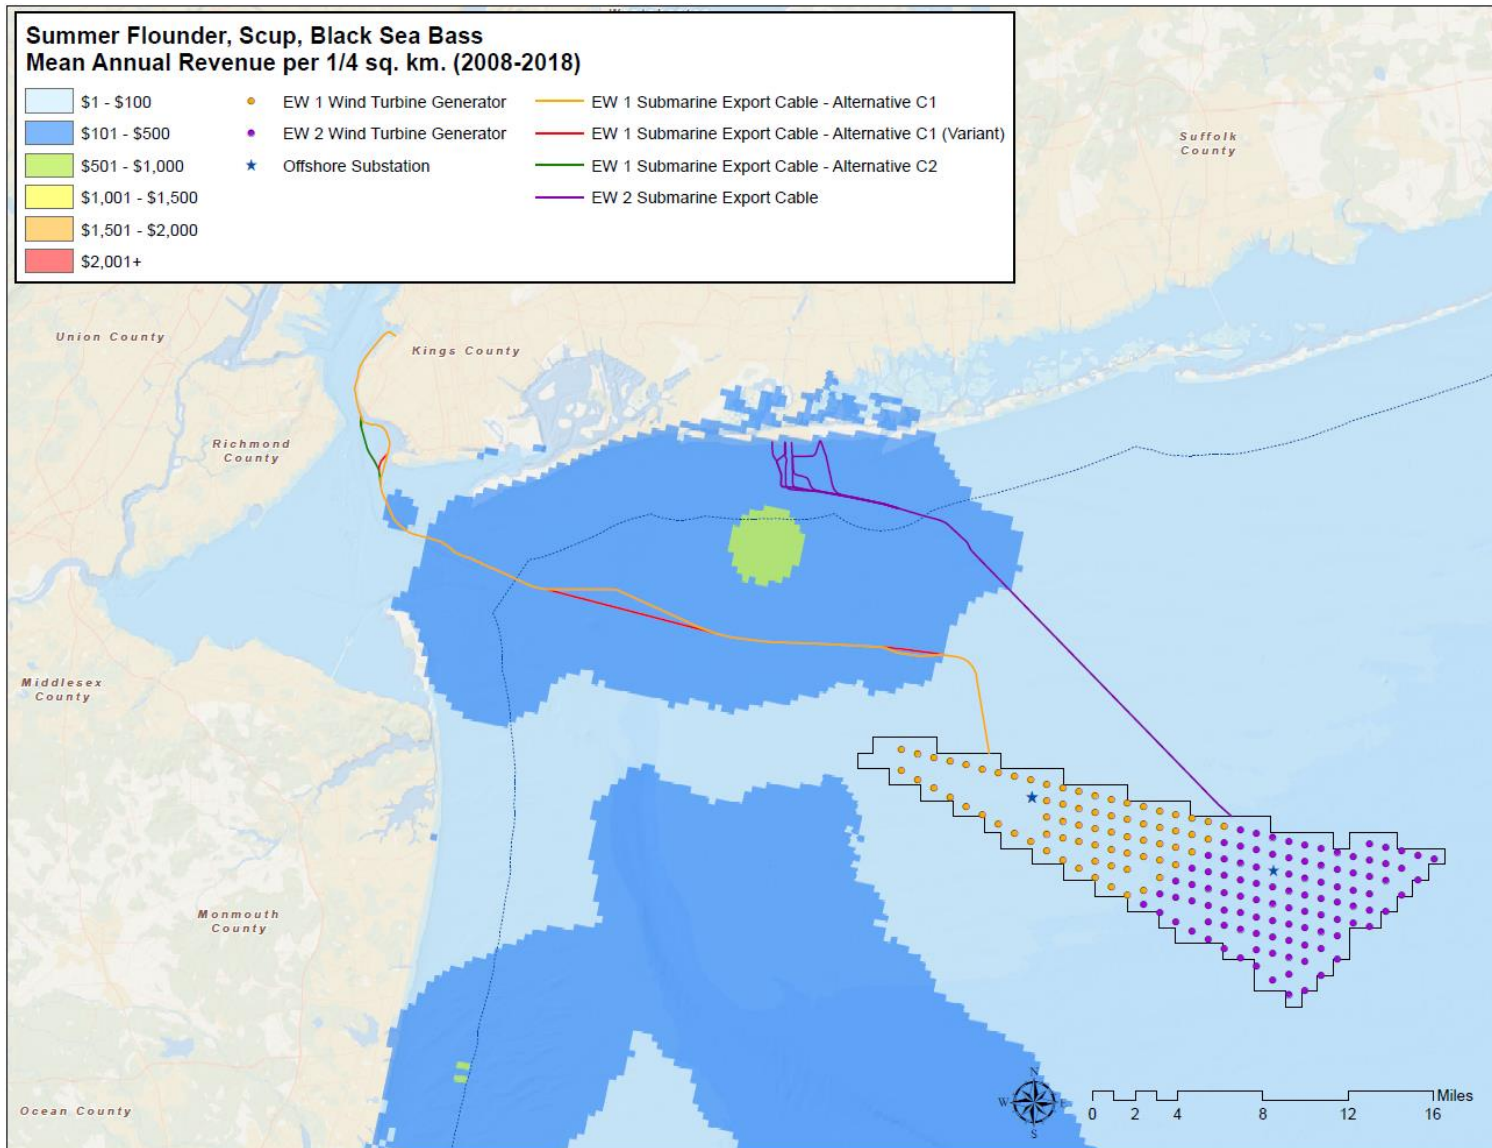 Summer Flounder, Scup, Black Sea Bass
Mean Annual Revenue per 1/4 sq. km. (2008-2018)
$1 - $100
$101 - $500
$501 - $1,000
$1,001 - $1,500
$1,501 - $2,000
$2,001+
EW 1 Wind Turbine Generator
EW 2 Wind Turbine Generator
Offshore Substation
EW 1 Submarine Export Cable - Alternative C1
EW 1 Submarine Export Cable - Alternative C1 (Variant)
EW 1 Submarine Export Cable - Alternative C2
EW 2 Submarine Export Cable
Suffolk
County
Union County
Kings County
Richmond
County
Middlesex
County
Monmouth
County
Ocean County
N
W
E
S
Miles
0 2 4 8 12 16